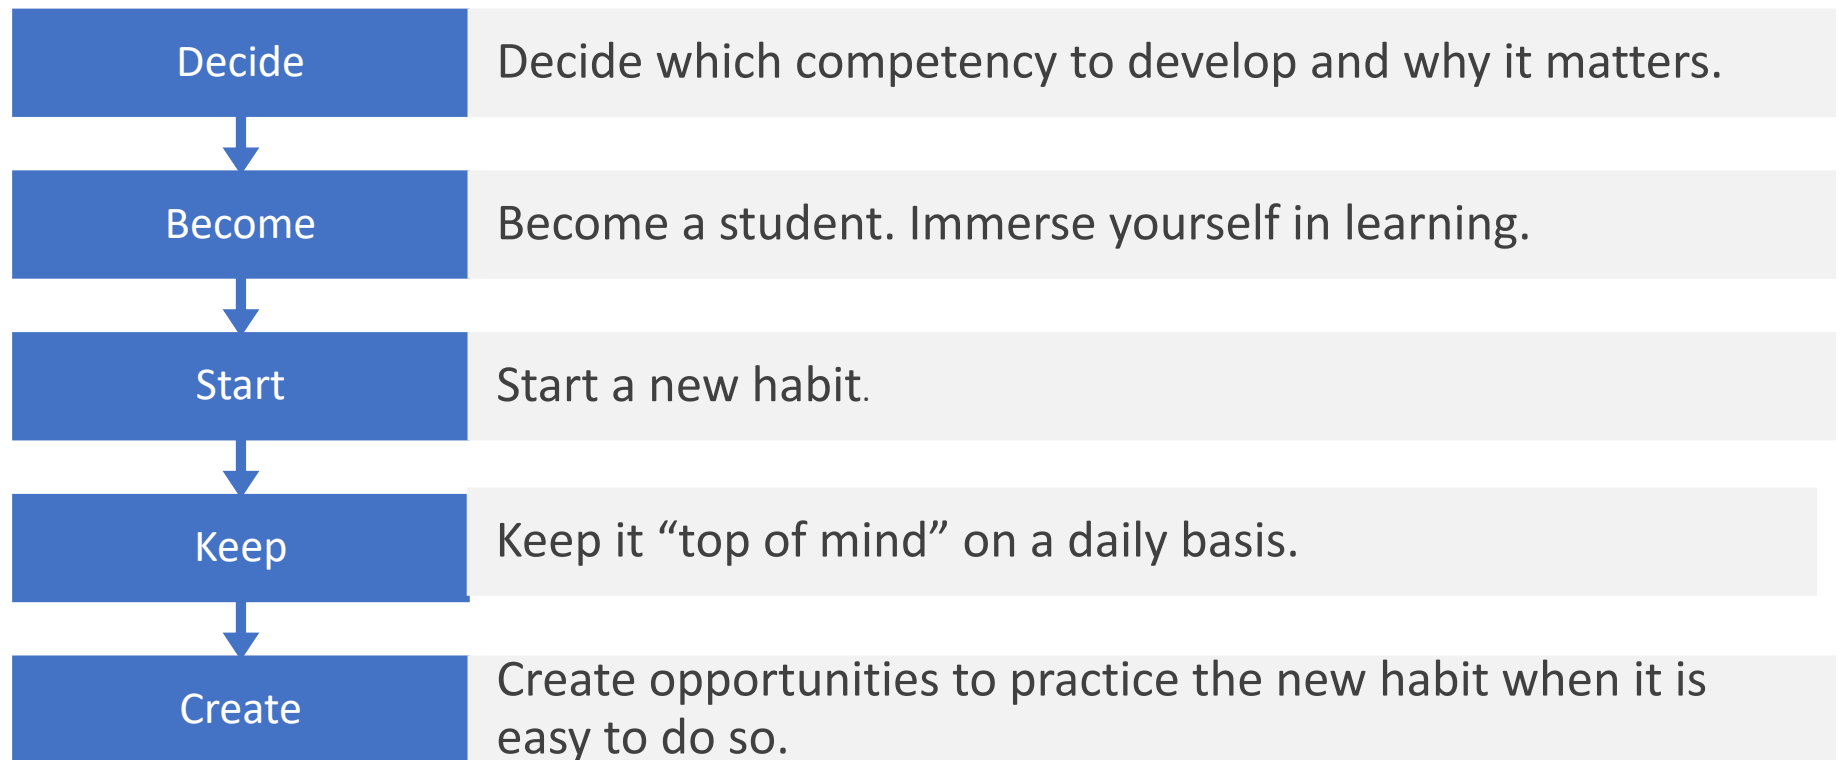 Decide
Decide which competency to develop and why it matters.
Become
Become a student. Immerse yourself in learning.
Start
Start a new habit.
Keep
Keep it “top of mind” on a daily basis.
Create
Create opportunities to practice the new habit when it is
easy to do so.